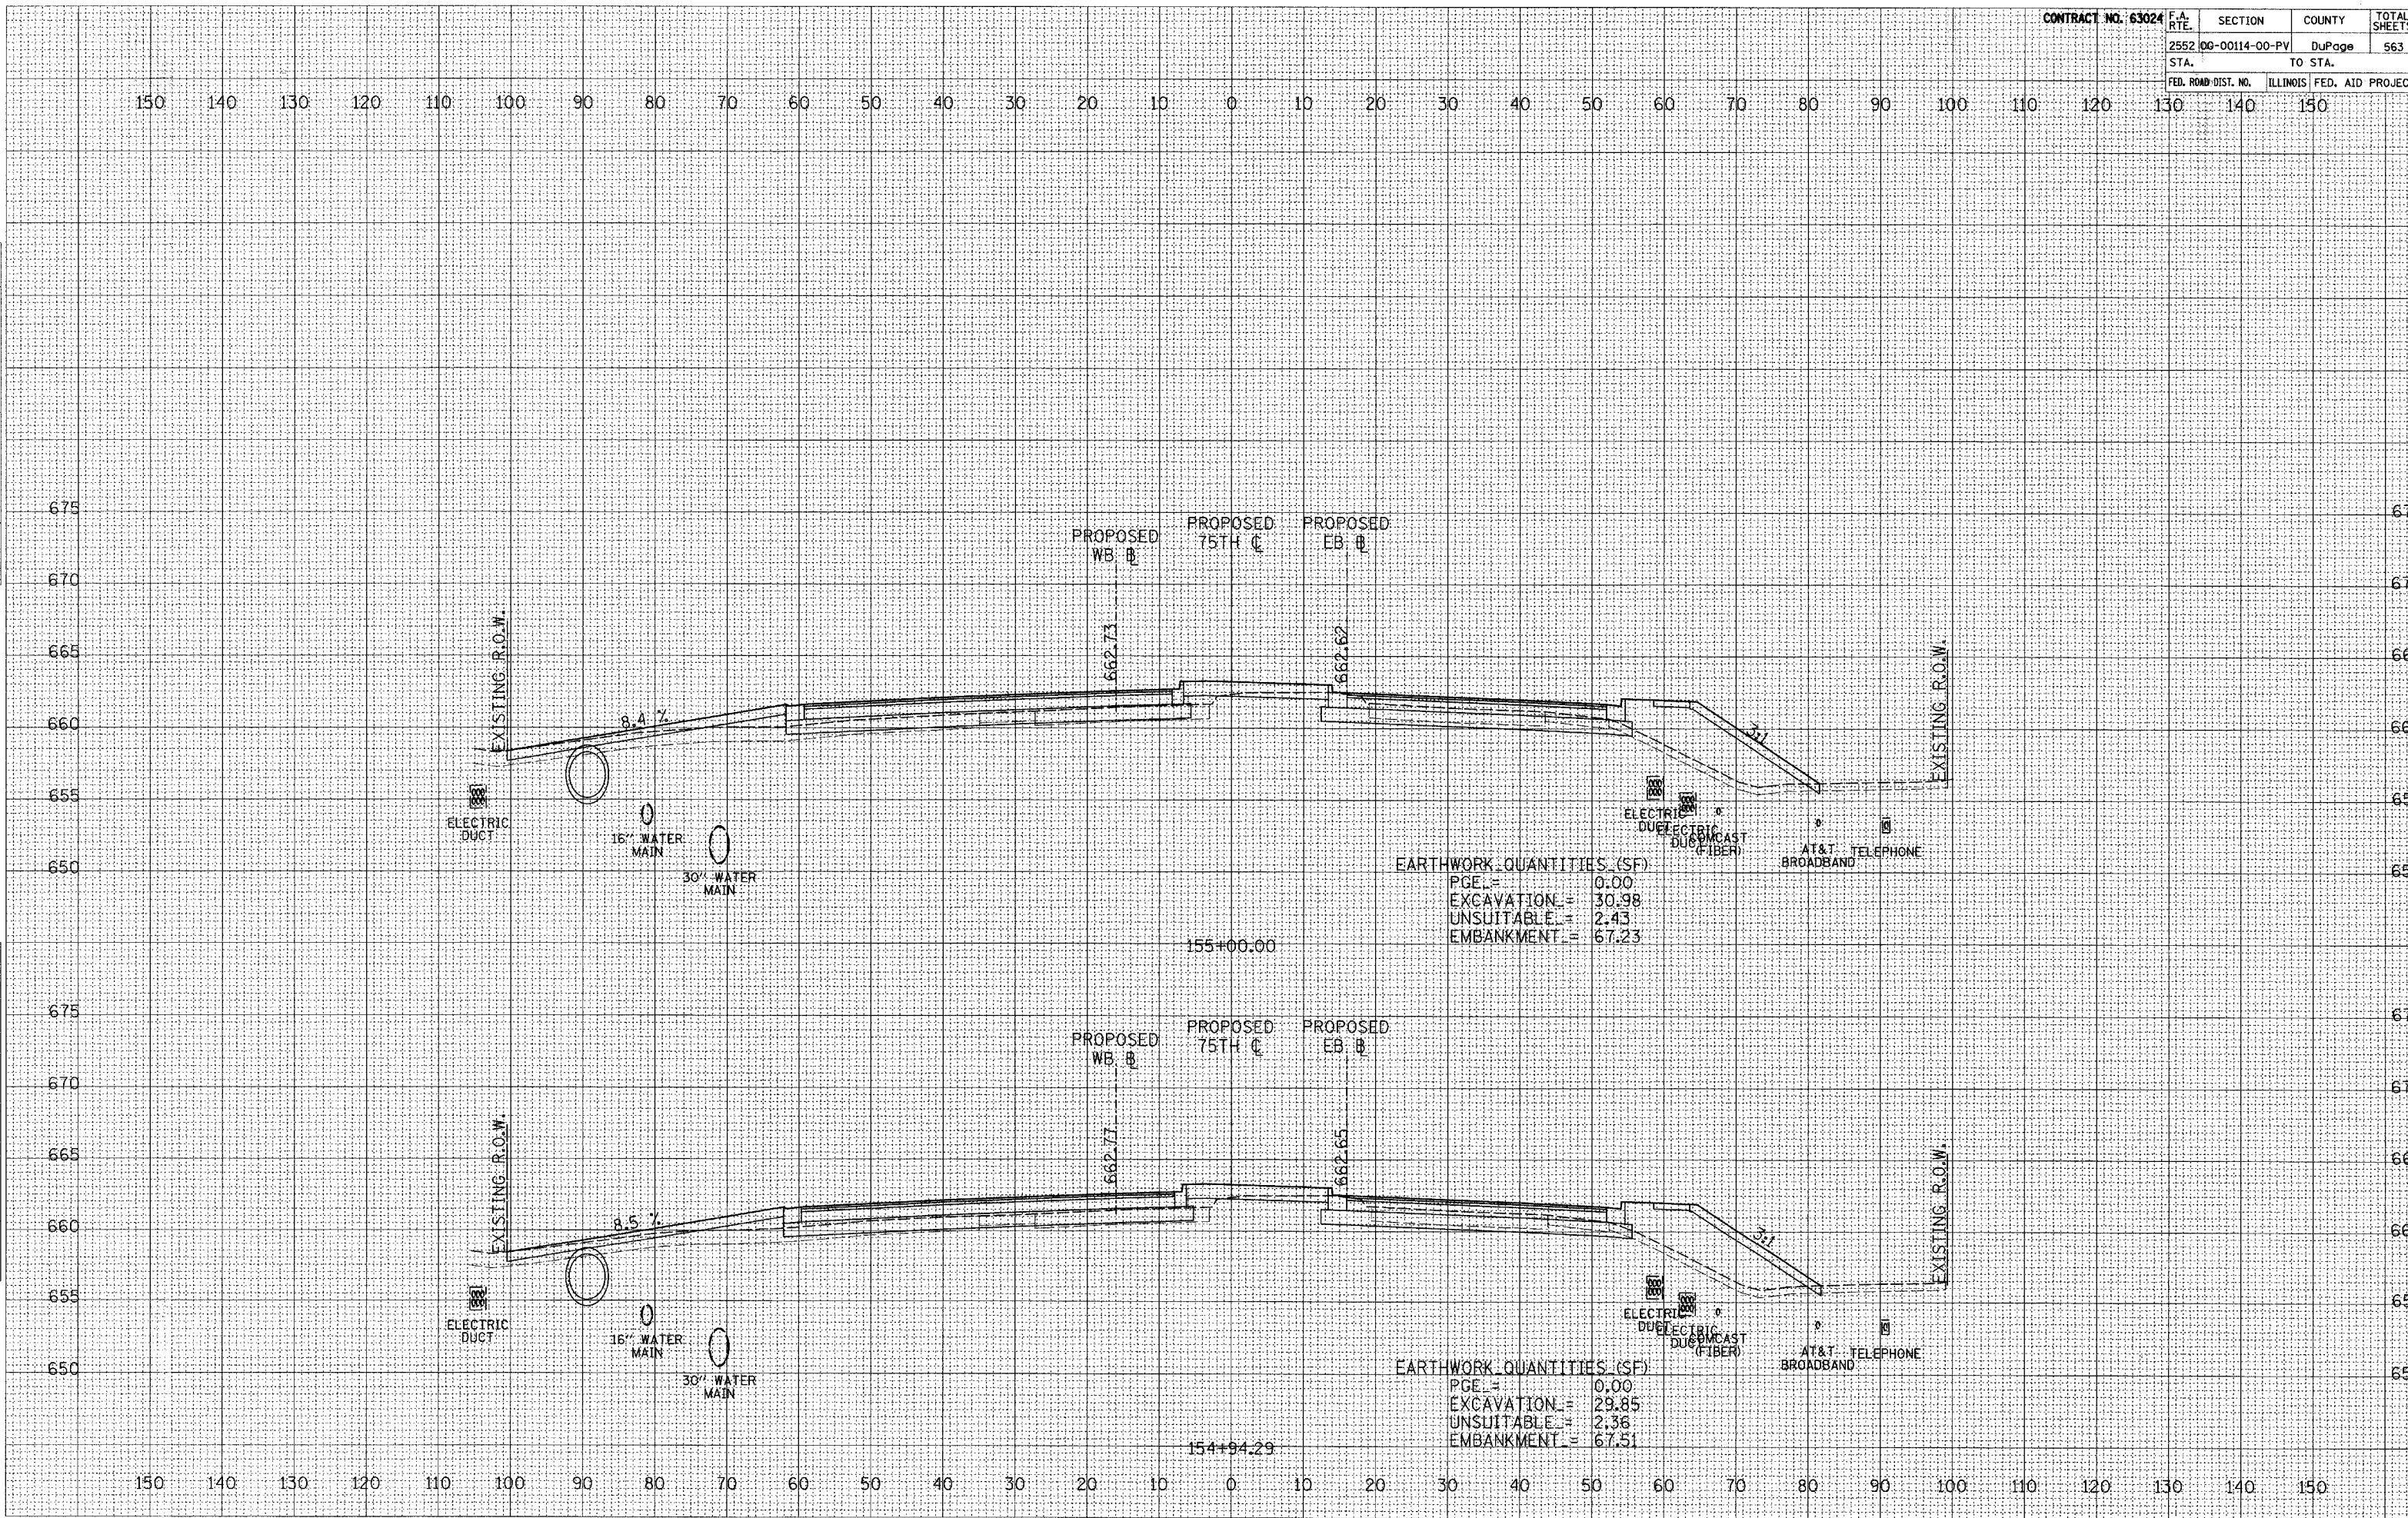 CONTRACT NO. 63024
F.A. RTE. SECTION COUNTY TOTAL SHEETS
2552 0G-00114-00-PV DuPage 563
STA. TO STA.
FED. ROAD DIST. NO. ILLINOIS FED. AID PROJEC
150 140 130 120 110 100 90 80 70 60 50 40 30 20 10 0 10 20 30 40 50 60 70 80 90 100 110 120 130 140 150
675
670
665
660
655
650
PROPOSED WB ℄
PROPOSED 75TH ℄
PROPOSED EB ℄
662.73
662.62
EXISTING R.O.W.
EXISTING R.O.W.
8.4 %
3:1
ELECTRIC DUCT
16" WATER MAIN
30" WATER MAIN
ELECTRIC DUCT
ELECTRIC DUCT
COMCAST (FIBER)
AT&T BROADBAND
TELEPHONE
EARTHWORK QUANTITIES (SF)
PGE = 0.00
EXCAVATION = 30.98
UNSUITABLE = 2.43
EMBANKMENT = 67.23
155+00.00
675
670
665
660
655
650
PROPOSED WB ℄
PROPOSED 75TH ℄
PROPOSED EB ℄
662.77
662.65
EXISTING R.O.W.
EXISTING R.O.W.
8.5 %
3:1
ELECTRIC DUCT
16" WATER MAIN
30" WATER MAIN
ELECTRIC DUCT
ELECTRIC DUCT
COMCAST (FIBER)
AT&T BROADBAND
TELEPHONE
EARTHWORK QUANTITIES (SF)
PGE = 0.00
EXCAVATION = 29.85
UNSUITABLE = 2.36
EMBANKMENT = 67.51
154+94.29
150 140 130 120 110 100 90 80 70 60 50 40 30 20 10 0 10 20 30 40 50 60 70 80 90 100 110 120 130 140 150